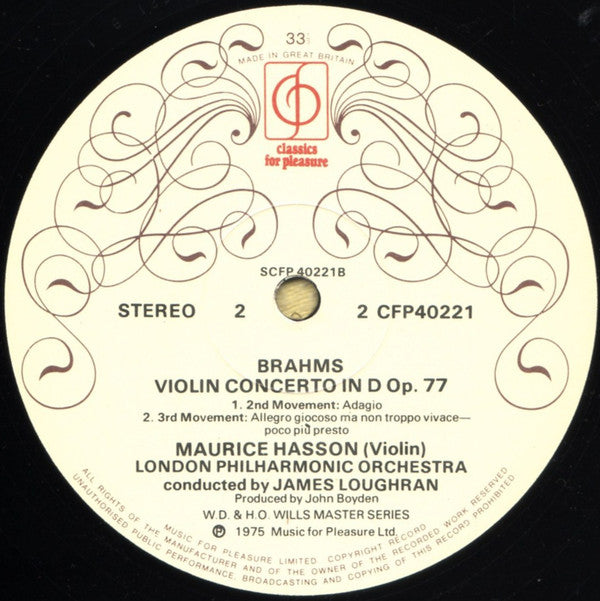 33⅓
MADE IN GREAT BRITAIN
cfp
classics
for pleasure
SCFP 40221B
STEREO 2 2 CFP40221
BRAHMS
VIOLIN CONCERTO IN D Op. 77
1. 2nd Movement: Adagio
2. 3rd Movement: Allegro giocoso ma non troppo vivace—
poco più presto
MAURICE HASSON (Violin)
LONDON PHILHARMONIC ORCHESTRA
conducted by JAMES LOUGHRAN
Produced by John Boyden
W.D. & H.O. WILLS MASTER SERIES
Ⓟ 1975 Music for Pleasure Ltd.
MUSIC FOR PLEASURE LIMITED. COPYRIGHT RECORD
ALL RIGHTS OF THE MANUFACTURER AND OF THE OWNER OF THE RECORDED WORK RESERVED
UNAUTHORISED PUBLIC PERFORMANCE, BROADCASTING AND COPYING OF THIS RECORD PROHIBITED.